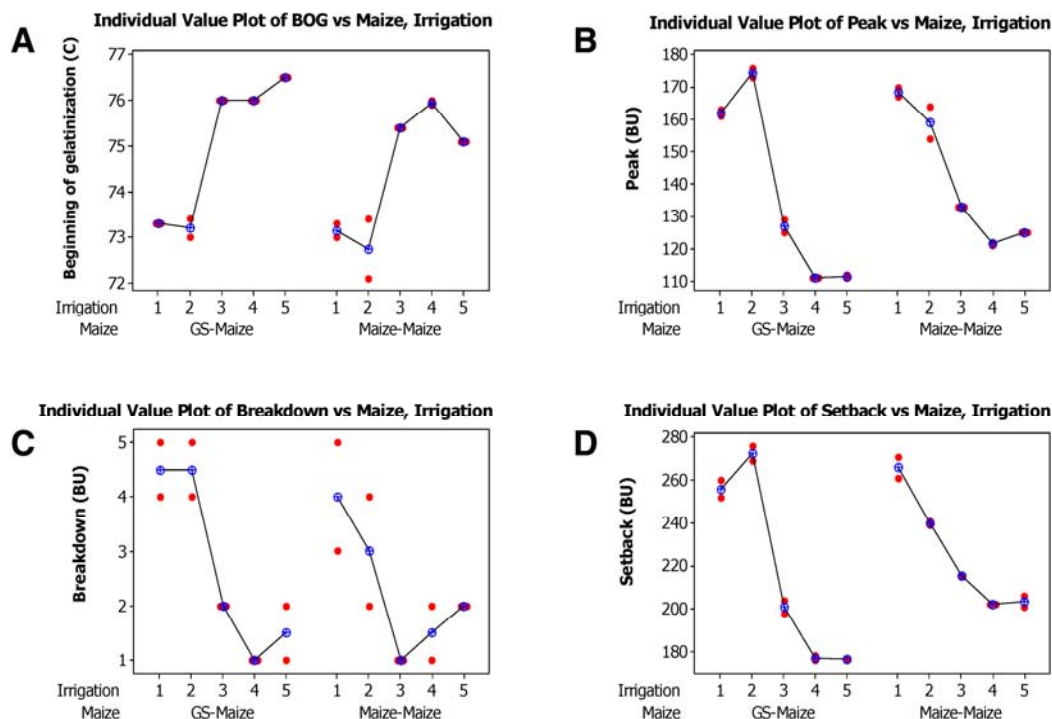 A
Individual Value Plot of BOG vs Maize, Irrigation
Beginning of gelatinization (C)
77
76
75
74
73
72
Irrigation 1 2 3 4 5 1 2 3 4 5
Maize GS-Maize Maize-Maize
B
Individual Value Plot of Peak vs Maize, Irrigation
Peak (BU)
180
170
160
150
140
130
120
110
Irrigation 1 2 3 4 5 1 2 3 4 5
Maize GS-Maize Maize-Maize
C
Individual Value Plot of Breakdown vs Maize, Irrigation
Breakdown (BU)
5
4
3
2
1
Irrigation 1 2 3 4 5 1 2 3 4 5
Maize GS-Maize Maize-Maize
D
Individual Value Plot of Setback vs Maize, Irrigation
Setback (BU)
280
260
240
220
200
180
Irrigation 1 2 3 4 5 1 2 3 4 5
Maize GS-Maize Maize-Maize